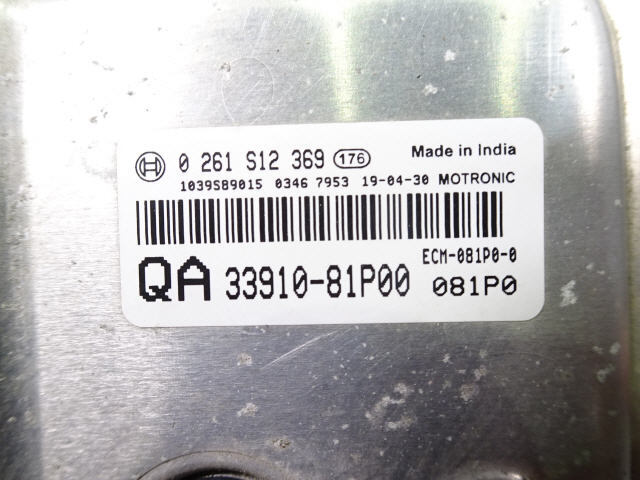 0 261 S12 369 176 Made in India
1039S89015 0346 7953 19-04-30 MOTRONIC
ECM-081P0-0
QA 33910-81P00 081P0